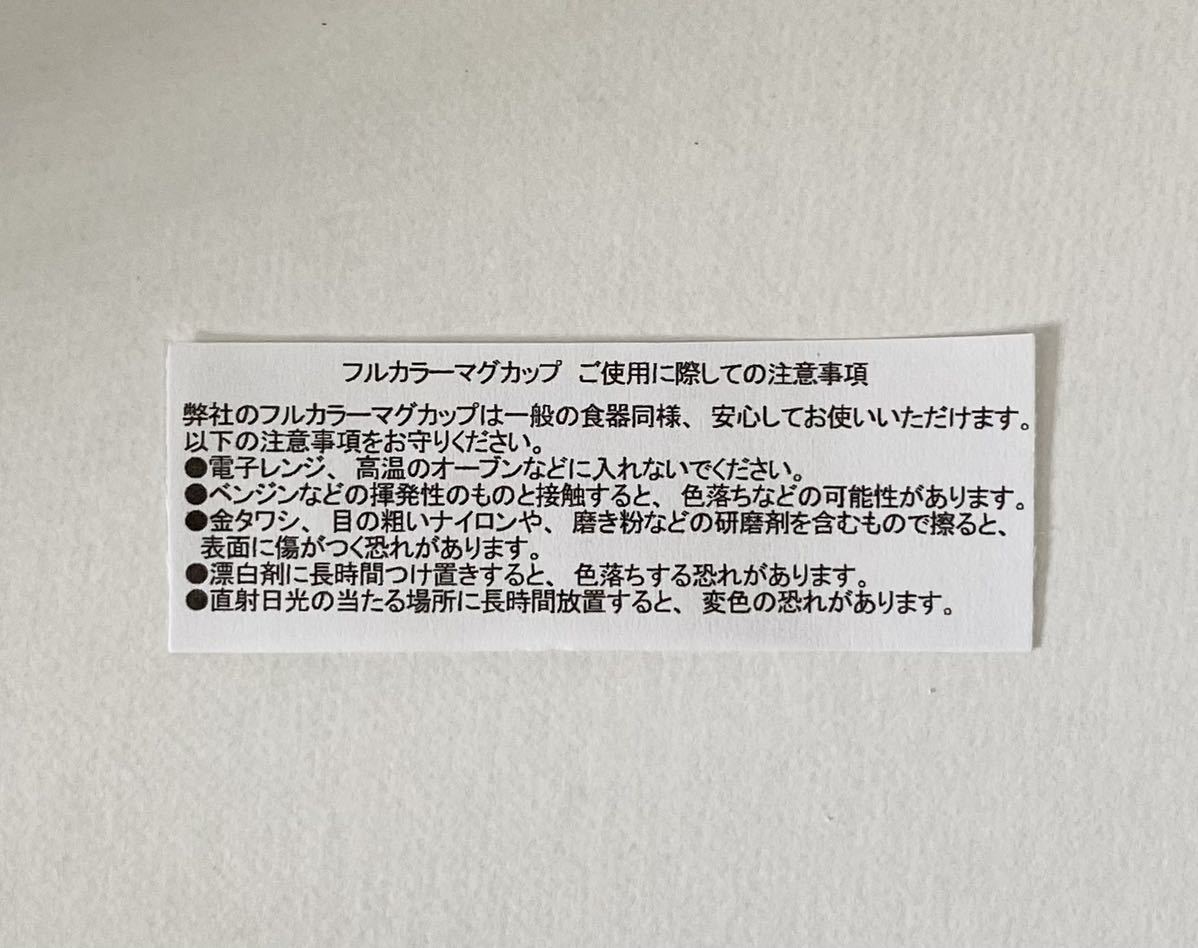 フルカラーマグカップ ご使用に際しての注意事項
弊社のフルカラーマグカップは一般の食器同様、安心してお使いいただけます。
以下の注意事項をお守りください。
●電子レンジ、高温のオーブンなどに入れないでください。
●ベンジンなどの揮発性のものと接触すると、色落ちなどの可能性があります。
●金タワシ、目の粗いナイロンや、磨き粉などの研磨剤を含むもので擦ると、
表面に傷がつく恐れがあります。
●漂白剤に長時間つけ置きすると、色落ちする恐れがあります。
●直射日光の当たる場所に長時間放置すると、変色の恐れがあります。